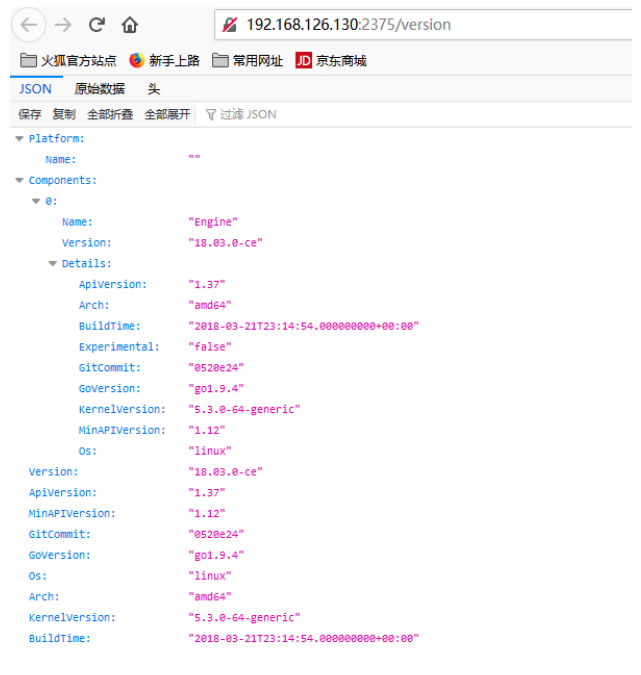 192.168.126.130:2375/version
火狐官方站点 新手上路 常用网址 JD 京东商城
JSON 原始数据 头
保存 复制 全部折叠 全部展开 过滤 JSON
Platform:
Name: ""
Components:
0:
Name: "Engine"
Version: "18.03.0-ce"
Details:
ApiVersion: "1.37"
Arch: "amd64"
BuildTime: "2018-03-21T23:14:54.000000000+00:00"
Experimental: "false"
GitCommit: "0520e24"
GoVersion: "go1.9.4"
KernelVersion: "5.3.0-64-generic"
MinAPIVersion: "1.12"
Os: "linux"
Version: "18.03.0-ce"
ApiVersion: "1.37"
MinAPIVersion: "1.12"
GitCommit: "0520e24"
GoVersion: "go1.9.4"
Os: "linux"
Arch: "amd64"
KernelVersion: "5.3.0-64-generic"
BuildTime: "2018-03-21T23:14:54.000000000+00:00"